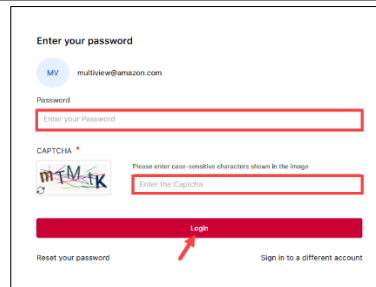 Enter your password
MV multiview@amazon.com
Password
Enter your Password
CAPTCHA *
Please enter case-sensitive characters shown in the image
Enter the Captcha
Login
Reset your password Sign in to a different account